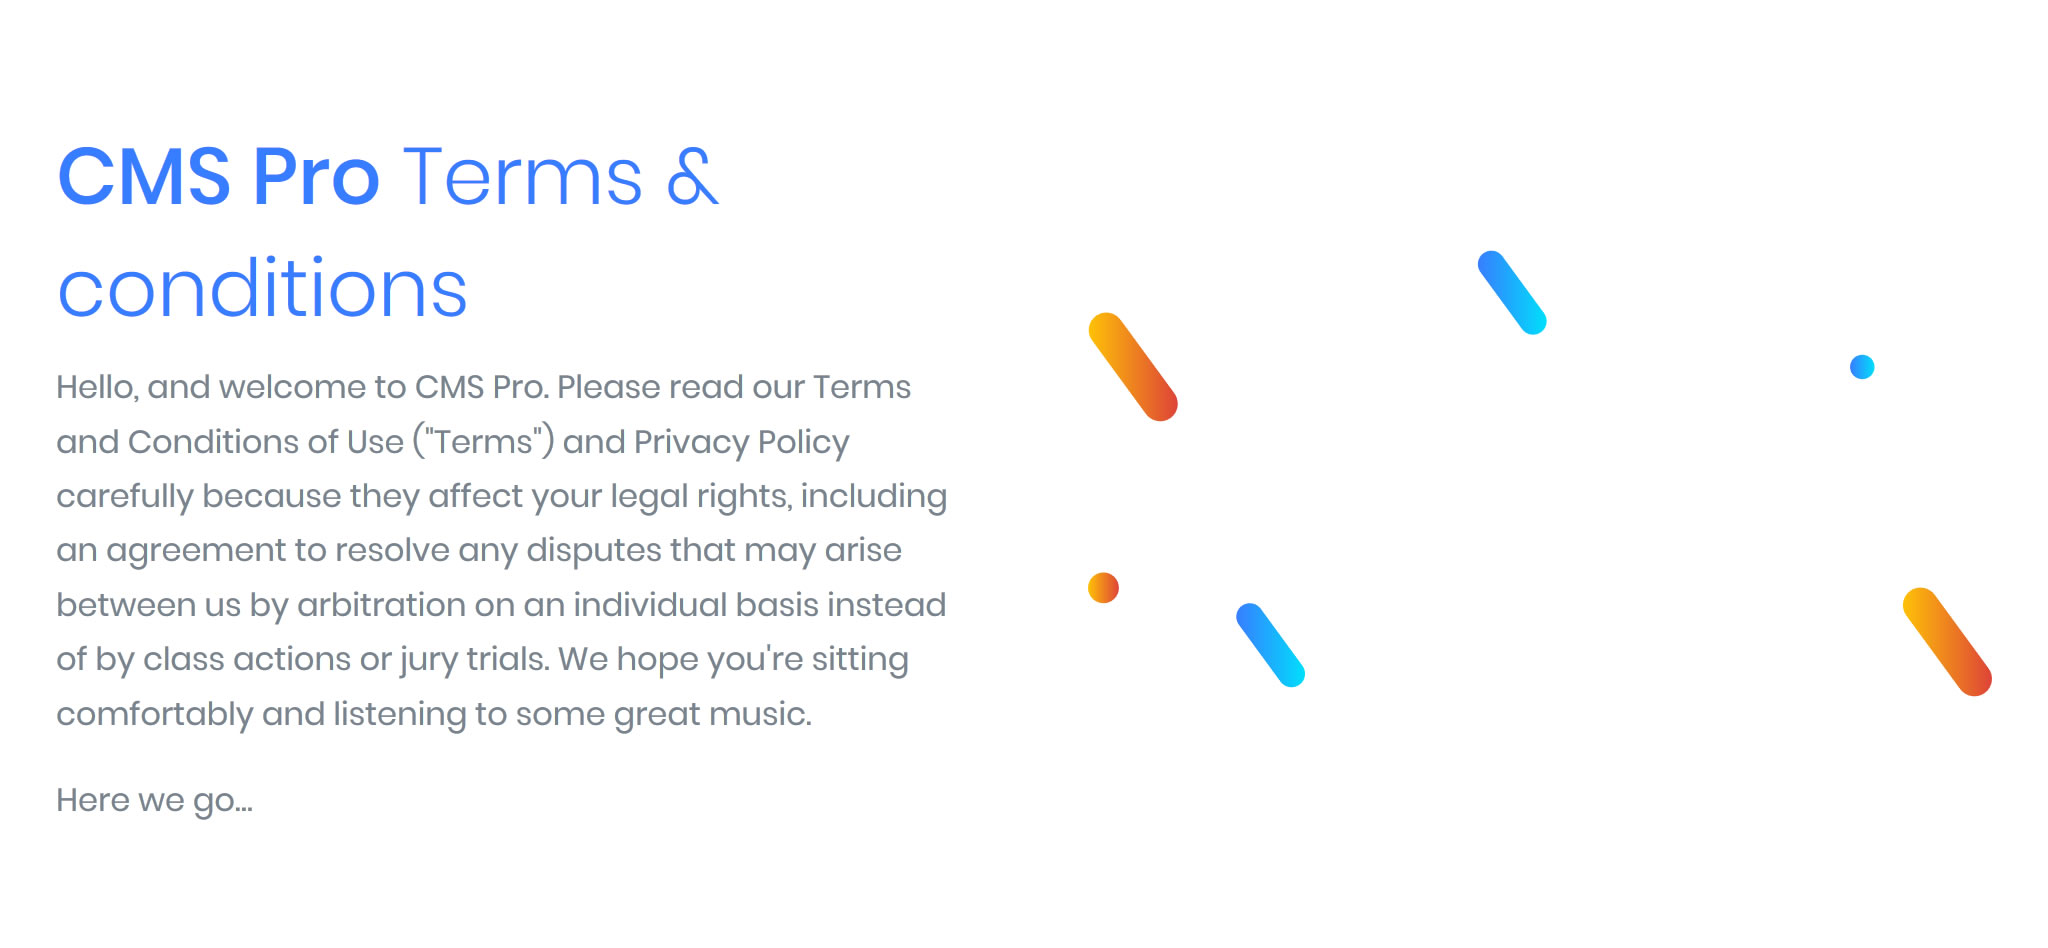 CMS Pro Terms &
conditions
Hello, and welcome to CMS Pro. Please read our Terms
and Conditions of Use ("Terms") and Privacy Policy
carefully because they affect your legal rights, including
an agreement to resolve any disputes that may arise
between us by arbitration on an individual basis instead
of by class actions or jury trials. We hope you're sitting
comfortably and listening to some great music.
Here we go...